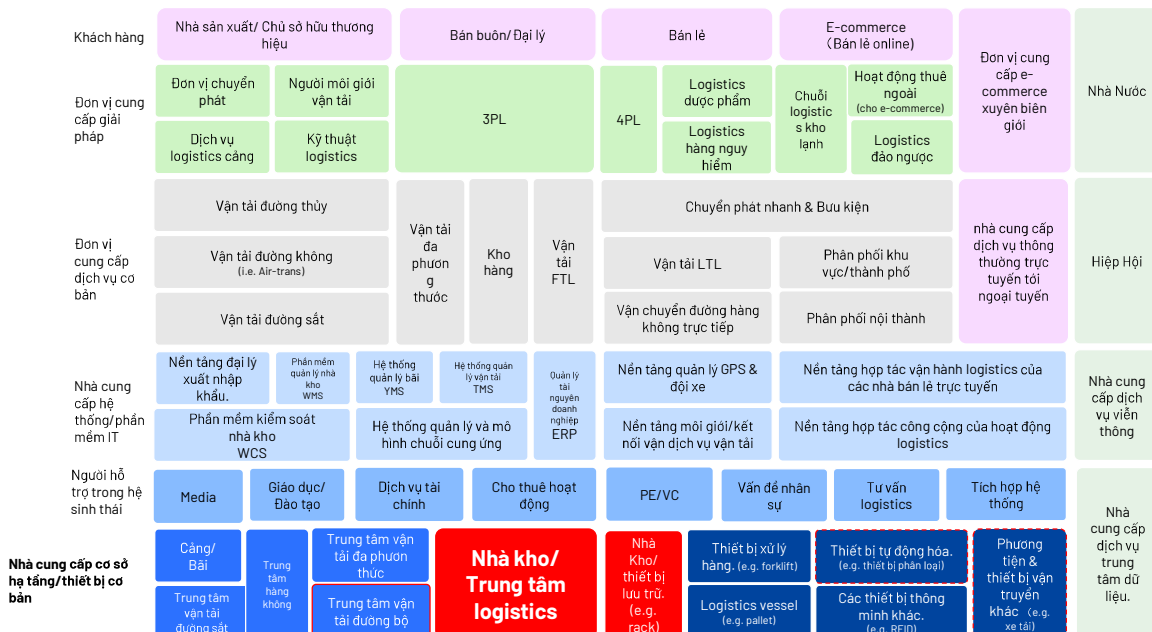 Khách hàng
Nhà sản xuất/ Chủ sở hữu thương
hiệu
Bán buôn/Đại lý
Bán lẻ
E-commerce
(Bán lẻ online)
Đơn vị cung
cấp e-
commerce
xuyên biên
giới
Nhà Nước
Đơn vị cung
cấp giải
pháp
Đơn vị chuyển
phát
Người môi giới
vận tải
Dịch vụ
logistics cảng
Kỹ thuật
logistics
3PL
4PL
Logistics
dược phẩm
Logistics
hàng nguy
hiểm
Chuỗi
logistic
s kho
lạnh
Hoạt động thuê
ngoài
(cho e-commerce)
Logistics
đảo ngược
Đơn vị
cung cấp
dịch vụ cơ
bản
Vận tải đường thủy
Vận tải đường không
(i.e. Air-trans)
Vận tải đường sắt
Vận tải
đa
phươn
g
thước
Kho
hàng
Vận
tải
FTL
Chuyển phát nhanh & Bưu kiện
Vận tải LTL
Phân phối khu
vực/thành phố
Vận chuyển đường hàng
không trực tiếp
Phân phối nội thành
nhà cung cấp
dịch vụ thông
thường trực
tuyến tới
ngoại tuyến
Hiệp Hội
Nhà cung
cấp hệ
thống/phần
mềm IT
Nền tảng đại lý
xuất nhập
khẩu.
Phần mềm
quản lý nhà
kho
WMS
Hệ thống
quản lý bãi
YMS
Hệ thống quản
lý vận tải
TMS
Quản lý
tài
nguyên
doanh
nghiệp
ERP
Nền tảng quản lý GPS &
đội xe
Nền tảng hợp tác vận hành logistics của
các nhà bán lẻ trực tuyến
Phần mềm kiểm soát
nhà kho
WCS
Hệ thống quản lý và mô
hình chuỗi cung ứng
Nền tảng môi giới/kết
nối vận dịch vụ vận tải
Nền tảng hợp tác công cộng của hoạt động
logistics
Nhà cung
cấp dịch
vụ viễn
thông
Người hỗ
trợ trong hệ
sinh thái
Media
Giáo dục/
Đào tạo
Dịch vụ tài
chính
Cho thuê hoạt
động
PE/VC
Vấn đề nhân
sự
Tư vấn
logistics
Tích hợp hệ
thống
Nhà
cung cấp
dịch vụ
trung
tâm dữ
liệu.
Nhà cung cấp cơ sở
hạ tầng/thiết bị cơ
bản
Cảng/
Bãi
Trung tâm
vận tải
đường sắt
Trung
tâm
hàng
không
Trung tâm vận
tải đa phươn
thức
Trung tâm vận
tải đường bộ
Nhà kho/
Trung tâm
logistics
Nhà
Kho/
thiết bị
lưu trữ.
(e.g.
rack)
Thiết bị xử lý
hàng. (e.g. forklift)
Logistics vessel
(e.g. pallet)
Thiết bị tự động hóa.
(e.g. thiết bị phân loại)
Các thiết bị thông
minh khác.
(e.g. RFID)
Phương
tiện &
thiết bị vận
truyển
khác (e.g.
xe tải)